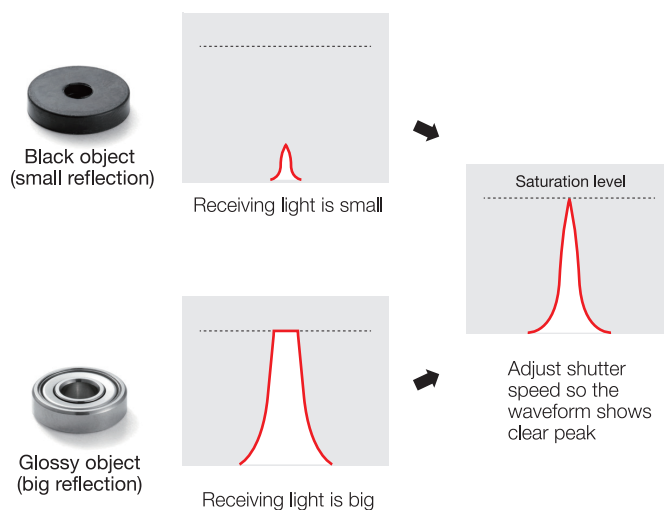 Black object
(small reflection)
Receiving light is small
Saturation level
Adjust shutter
speed so the
waveform shows
clear peak
Glossy object
(big reflection)
Receiving light is big